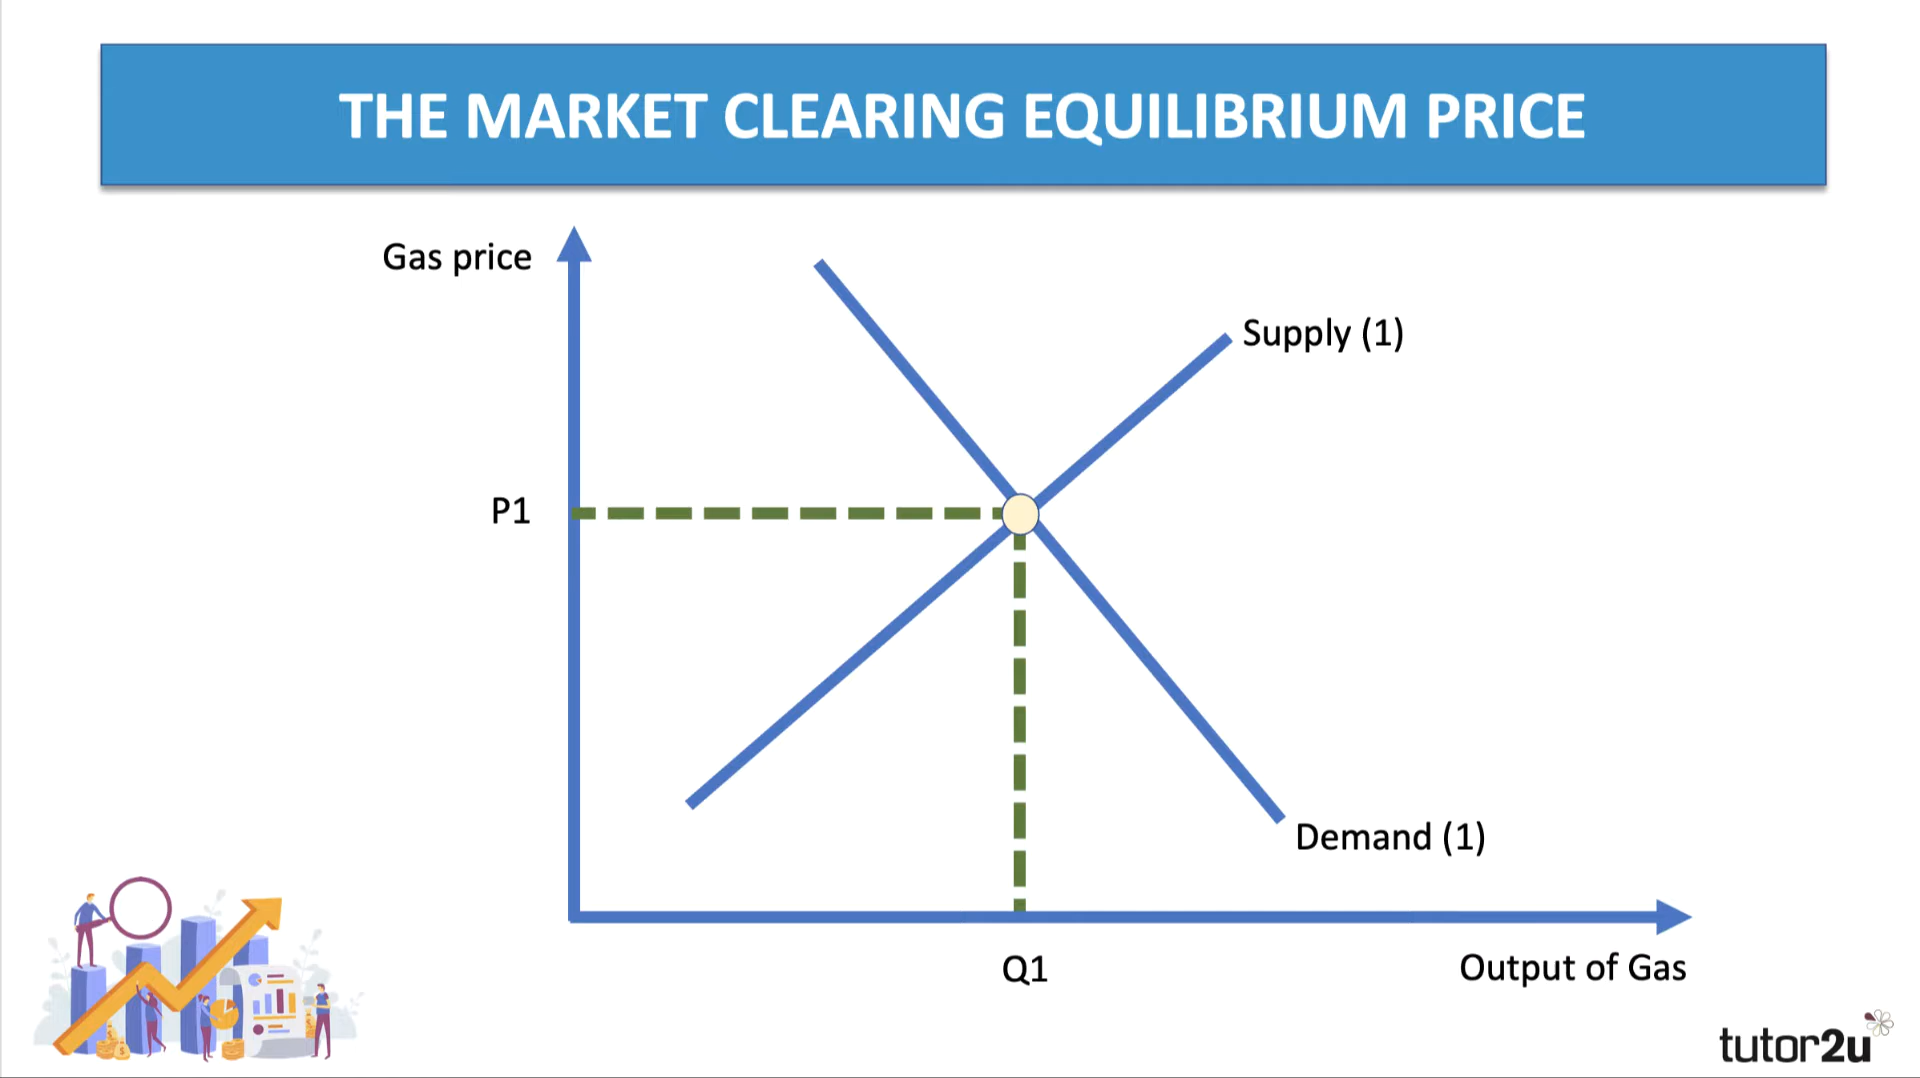 THE MARKET CLEARING EQUILIBRIUM PRICE
Gas price
Supply (1)
P1
Demand (1)
Q1
Output of Gas
tutor2u